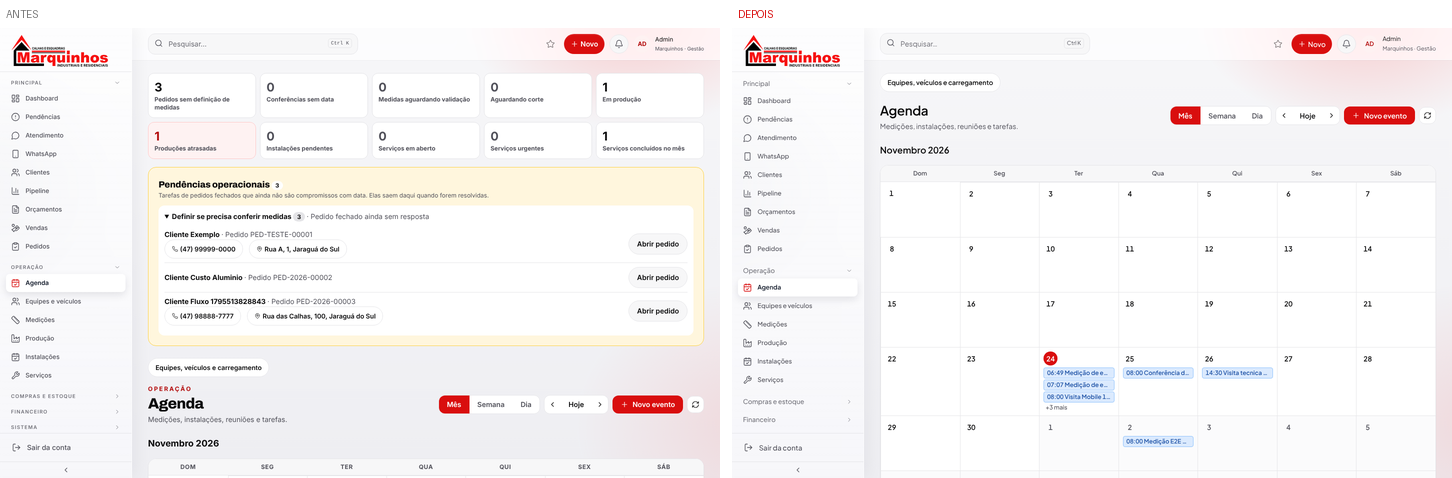 ANTES
CALHAS E ESQUADRIAS
Marquinhos
INDUSTRIAIS E RESIDENCIAIS
Pesquisar...
Ctrl K
+ Novo
AD
Admin
Marquinhos · Gestão
PRINCIPAL
Dashboard
Pendências
Atendimento
WhatsApp
Clientes
Pipeline
Orçamentos
Vendas
Pedidos
OPERAÇÃO
Agenda
Equipes e veículos
Medições
Produção
Instalações
Serviços
COMPRAS E ESTOQUE
FINANCEIRO
SISTEMA
Sair da conta
3
Pedidos sem definição de
medidas
0
Conferências sem data
0
Medidas aguardando validação
0
Aguardando corte
1
Em produção
1
Produções atrasadas
0
Instalações pendentes
0
Serviços em aberto
0
Serviços urgentes
1
Serviços concluídos no mês
Pendências operacionais 3
Tarefas de pedidos fechados que ainda não são compromissos com data. Elas saem daqui quando forem resolvidas.
▼ Definir se precisa conferir medidas 3 · Pedido fechado ainda sem resposta
Cliente Exemplo · Pedido PED-TESTE-00001
(47) 99999-0000
Rua A, 1, Jaraguá do Sul
Abrir pedido
Cliente Custo Aluminio · Pedido PED-2026-00002
Abrir pedido
Cliente Fluxo 1795513828843 · Pedido PED-2026-00003
(47) 98888-7777
Rua das Calhas, 100, Jaraguá do Sul
Abrir pedido
Equipes, veículos e carregamento
OPERAÇÃO
Agenda
Medições, instalações, reuniões e tarefas.
Mês Semana Dia
Hoje
+ Novo evento
Novembro 2026
DOM SEG TER QUA QUI SEX SÁB
DEPOIS
CALHAS E ESQUADRIAS
Marquinhos
INDUSTRIAIS E RESIDENCIAIS
Pesquisar...
CtrlK
+ Novo
AD
Admin
Marquinhos · Gestão
Principal
Dashboard
Pendências
Atendimento
WhatsApp
Clientes
Pipeline
Orçamentos
Vendas
Pedidos
Operação
Agenda
Equipes e veículos
Medições
Produção
Instalações
Serviços
Compras e estoque
Financeiro
Sair da conta
Equipes, veículos e carregamento
Agenda
Medições, instalações, reuniões e tarefas.
Mês Semana Dia
Hoje
+ Novo evento
Novembro 2026
Dom Seg Ter Qua Qui Sex Sáb
1 2 3 4 5 6 7
8 9 10 11 12 13 14
15 16 17 18 19 20 21
22 23 24 25 26 27 28
06:49 Medição de e... 08:00 Conferência d... 14:30 Visita tecnica ...
07:07 Medição de e...
08:00 Visita Mobile 1...
+3 mais
29 30 1 2 3 4 5
08:00 Medição E2E ...